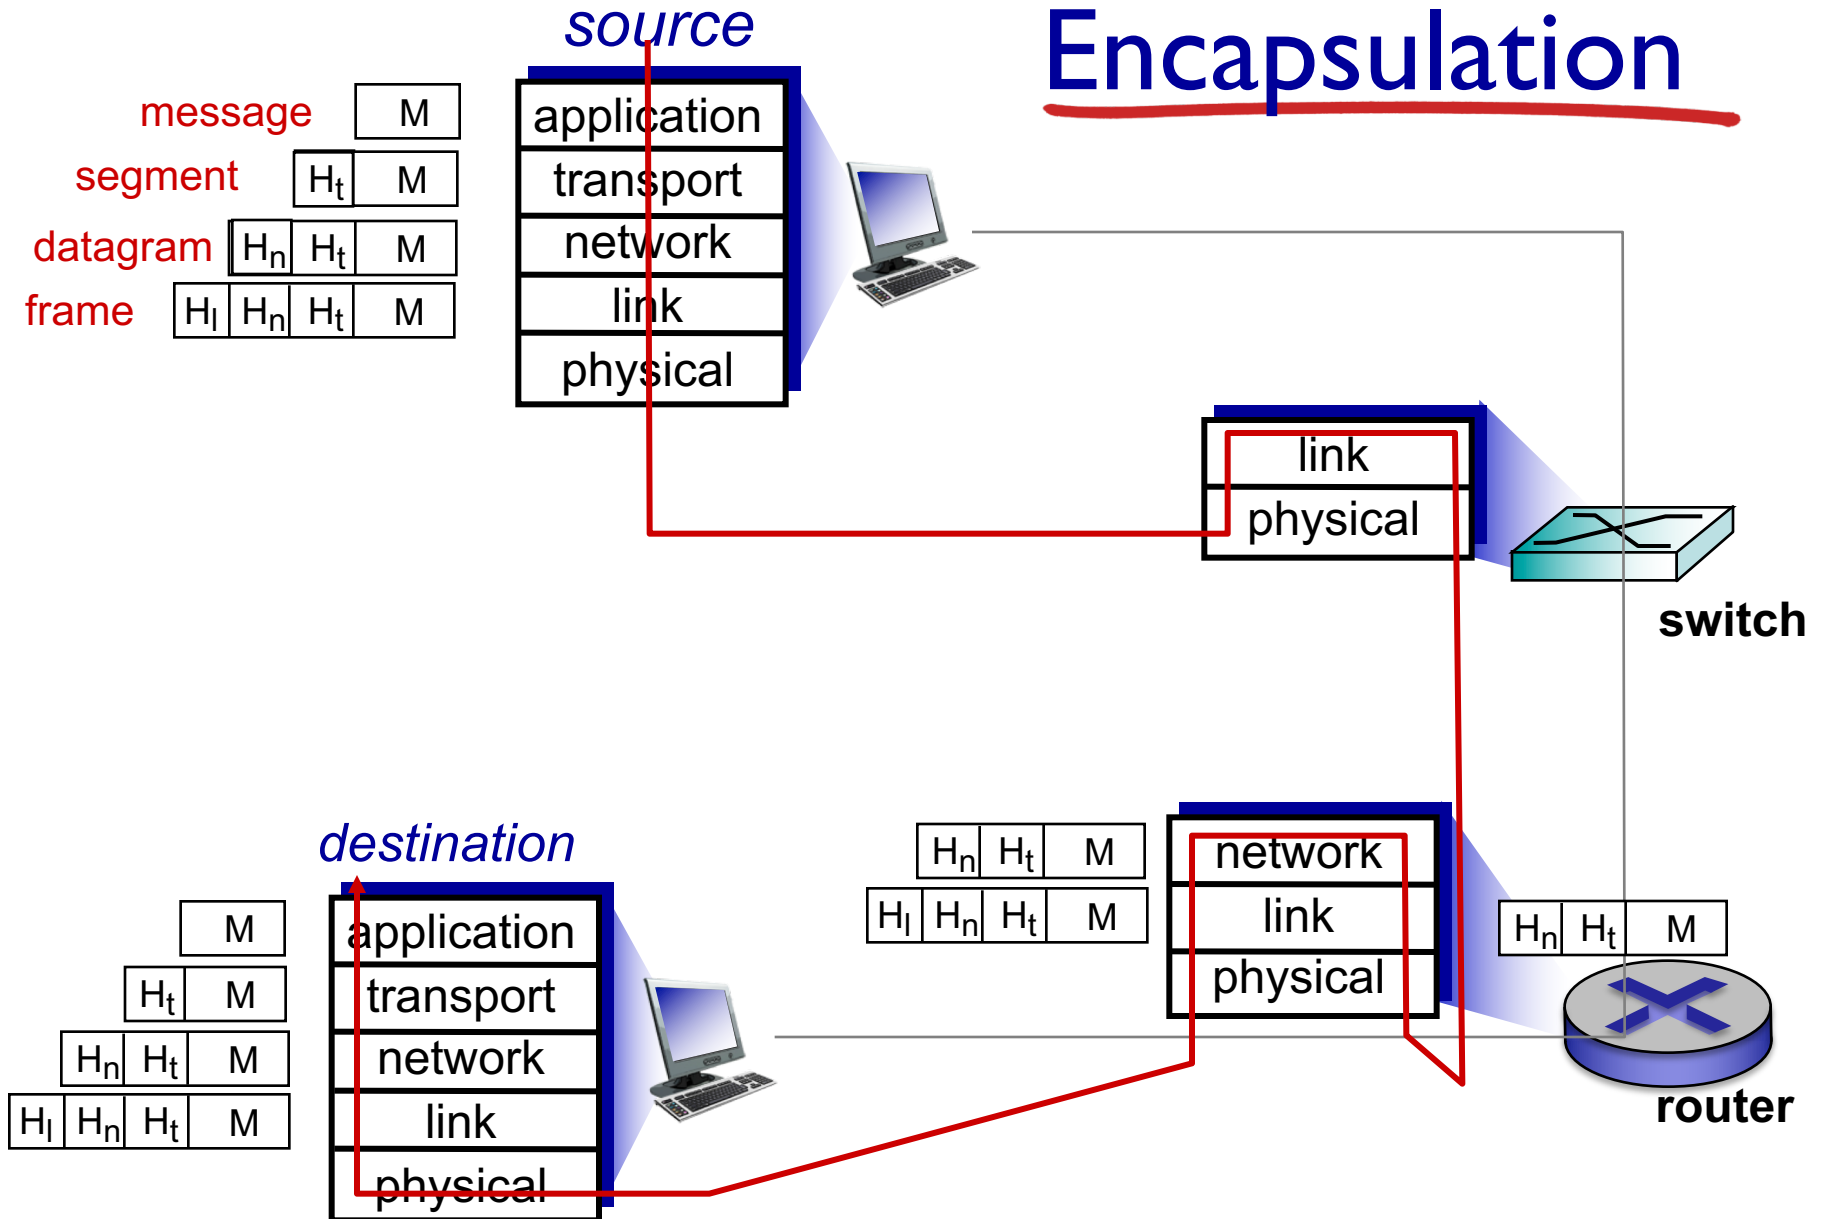 source
Encapsulation
message M
segment Ht M
datagram Hn Ht M
frame Hl Hn Ht M
application
transport
network
link
physical
link
physical
switch
destination
M
Ht M
Hn Ht M
Hl Hn Ht M
application
transport
network
link
physical
Hn Ht M
Hl Hn Ht M
network
link
physical
Hn Ht M
router